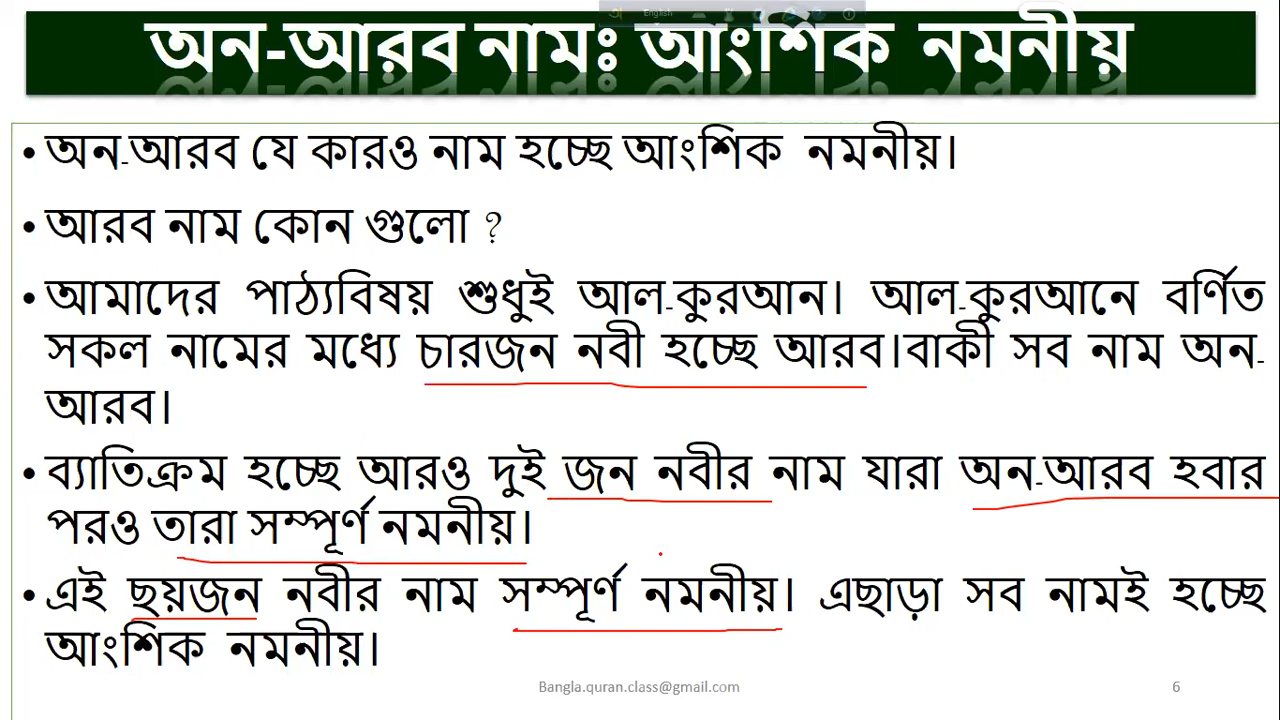 English
অন-আরব নামঃ আংশিক নমনীয়
• অন-আরব যে কারও নাম হচ্ছে আংশিক নমনীয়।
• আরব নাম কোন গুলো ?
• আমাদের পাঠ্যবিষয় শুধুই আল-কুরআন। আল-কুরআনে বর্ণিত
সকল নামের মধ্যে চারজন নবী হচ্ছে আরব।বাকী সব নাম অন-
আরব।
• ব্যাতিক্রম হচ্ছে আরও দুই জন নবীর নাম যারা অন-আরব হবার
পরও তারা সম্পূর্ণ নমনীয়।
• এই ছয়জন নবীর নাম সম্পূর্ণ নমনীয়। এছাড়া সব নামই হচ্ছে
আংশিক নমনীয়।
Bangla.quran.class@gmail.com
6